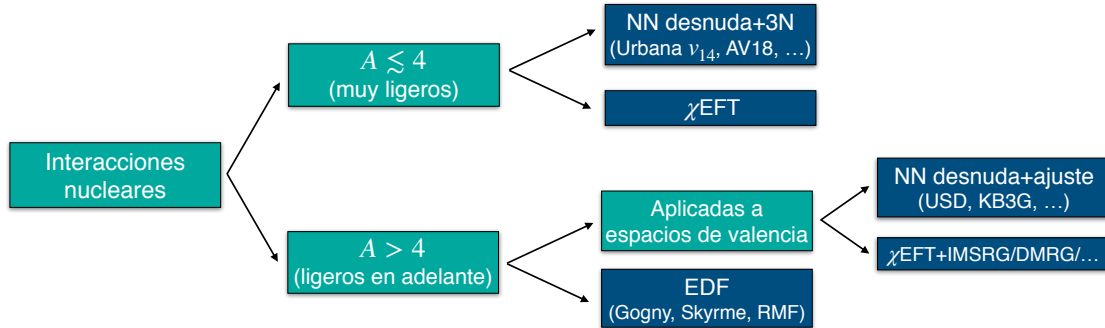 Interacciones
nucleares
A ≲ 4
(muy ligeros)
A > 4
(ligeros en adelante)
NN desnuda+3N
(Urbana v₁₄, AV18, …)
χEFT
Aplicadas a
espacios de valencia
EDF
(Gogny, Skyrme, RMF)
NN desnuda+ajuste
(USD, KB3G, …)
χEFT+IMSRG/DMRG/…